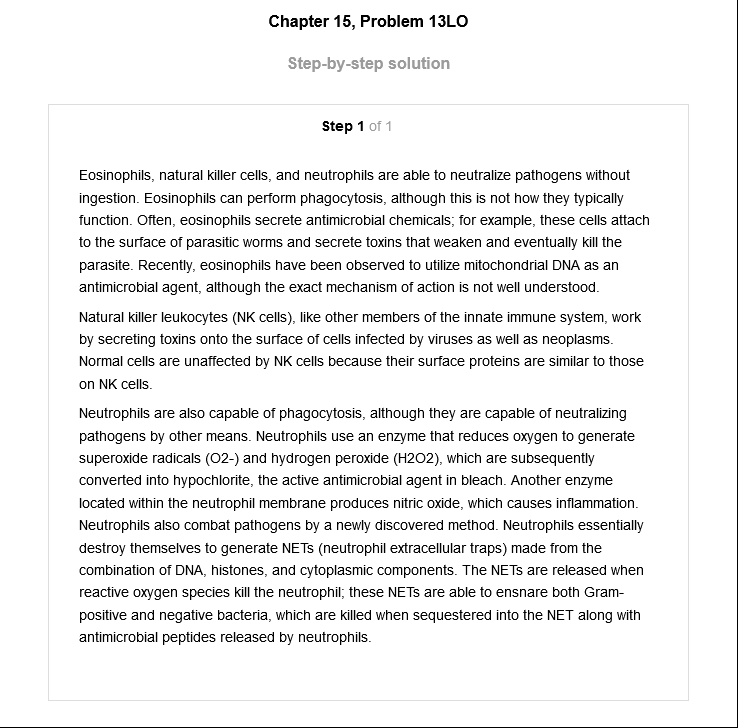 Chapter 15, Problem 13LO
Step-by-step solution
Step 1 of 1
Eosinophils, natural killer cells, and neutrophils are able to neutralize pathogens without
ingestion. Eosinophils can perform phagocytosis, although this is not how they typically
function. Often, eosinophils secrete antimicrobial chemicals; for example, these cells attach
to the surface of parasitic worms and secrete toxins that weaken and eventually kill the
parasite. Recently, eosinophils have been observed to utilize mitochondrial DNA as an
antimicrobial agent, although the exact mechanism of action is not well understood.
Natural killer leukocytes (NK cells), like other members of the innate immune system, work
by secreting toxins onto the surface of cells infected by viruses as well as neoplasms.
Normal cells are unaffected by NK cells because their surface proteins are similar to those
on NK cells.
Neutrophils are also capable of phagocytosis, although they are capable of neutralizing
pathogens by other means. Neutrophils use an enzyme that reduces oxygen to generate
superoxide radicals (O2-) and hydrogen peroxide (H2O2), which are subsequently
converted into hypochlorite, the active antimicrobial agent in bleach. Another enzyme
located within the neutrophil membrane produces nitric oxide, which causes inflammation.
Neutrophils also combat pathogens by a newly discovered method. Neutrophils essentially
destroy themselves to generate NETs (neutrophil extracellular traps) made from the
combination of DNA, histones, and cytoplasmic components. The NETs are released when
reactive oxygen species kill the neutrophil; these NETs are able to ensnare both Gram-
positive and negative bacteria, which are killed when sequestered into the NET along with
antimicrobial peptides released by neutrophils.